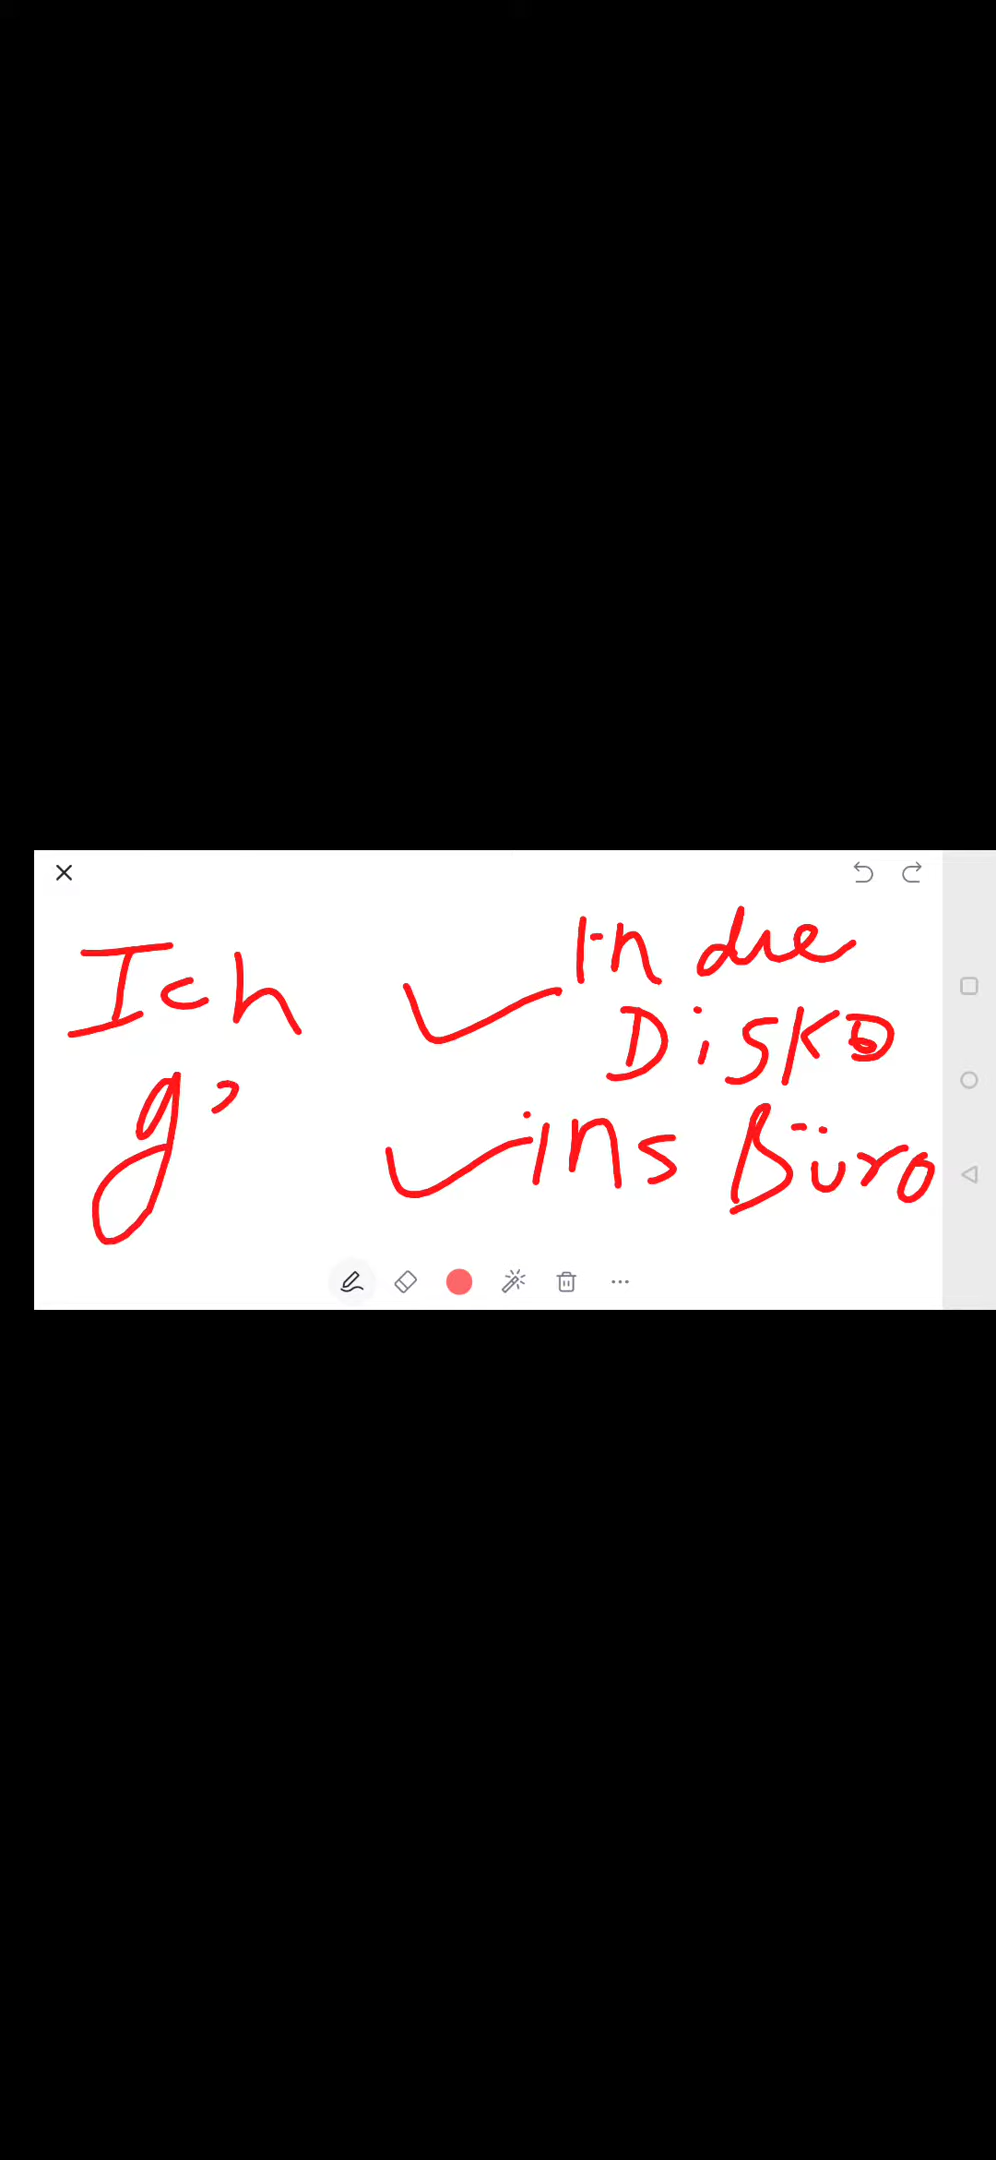 Ich
g
in die
Disko
ins Büro